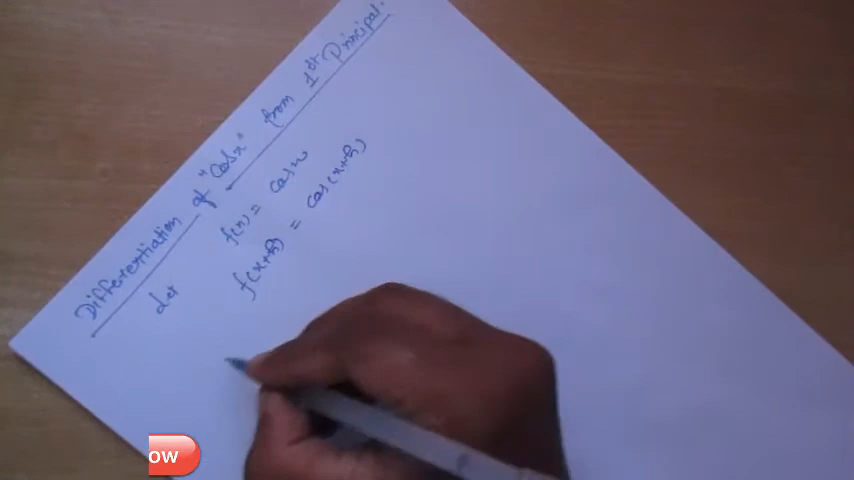 Differentiation of "Cosx" from 1st Principal.
Let f(x) = cosx
f(x+h) = cos(x+h)
OW